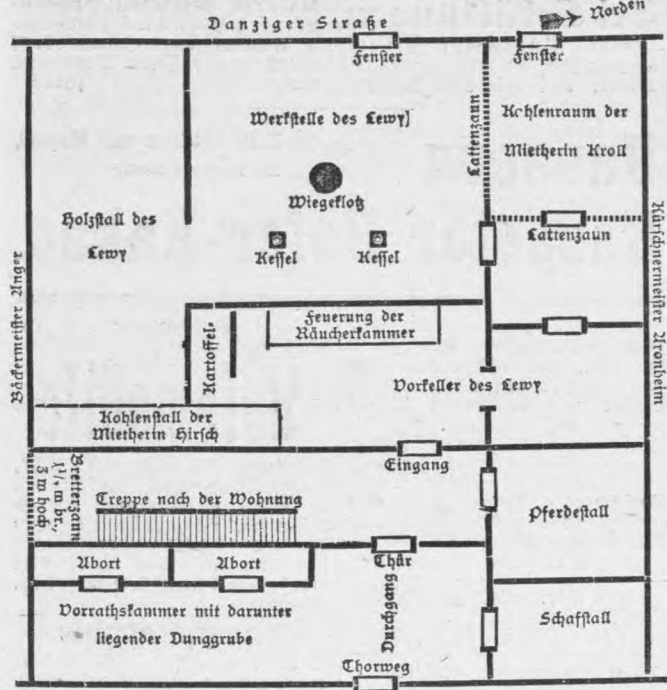 Danziger Straße
Norden
Fenster
Fenster
Werkstelle des Lewy
Lattenzaun
Kohlenraum der
Mietherin Kroll
Wiegeklotz
Holzstall des
Lewy
Lattenzaun
Kessel
Kessel
Feuerung der
Räucherkammer
Kartoffel-
Bäckermeister Unger
Kürschnermeister Aronheim
Vorkeller des Lewy
Kohlenstall der
Mietherin Hirsch
Eingang
Bretterzaun
1¼ m br.,
3 m hoch
Treppe nach der Wohnung
Pferdestall
Abort
Abort
Thür
Durchgang
Vorrathskammer mit darunter
liegender Dunggrube
Schafstall
Thorweg